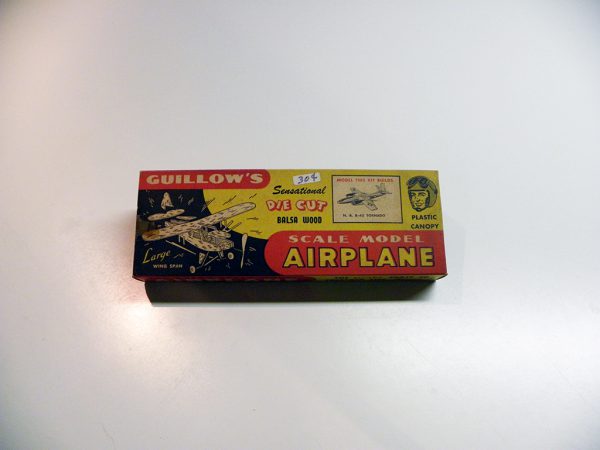 GUILLOW'S
Large
WING SPAN
Sensational
DIE CUT
BALSA WOOD
30¢
MODEL THIS KIT BUILDS
N. A. B-45 TORNADO
PLASTIC
CANOPY
SCALE MODEL
AIRPLANE